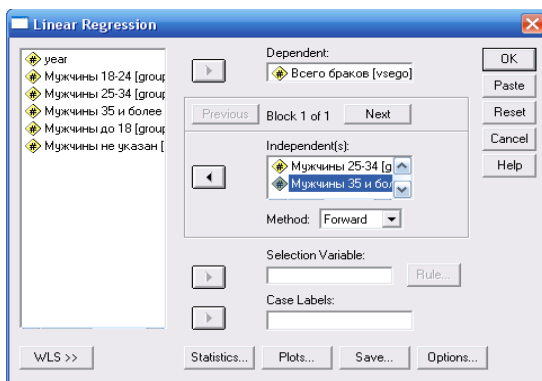 Linear Regression
year
Мужчины 18-24 [group
Мужчины 25-34 [group
Мужчины 35 и более
Мужчины до 18 [group
Мужчины не указан [
Dependent:
Всего браков [vsego]
Previous
Block 1 of 1
Next
Independent(s):
Мужчины 25-34 [g
Мужчины 35 и бол
Method:
Forward
Selection Variable:
Rule...
Case Labels:
WLS >>
Statistics...
Plots...
Save...
Options...
OK
Paste
Reset
Cancel
Help